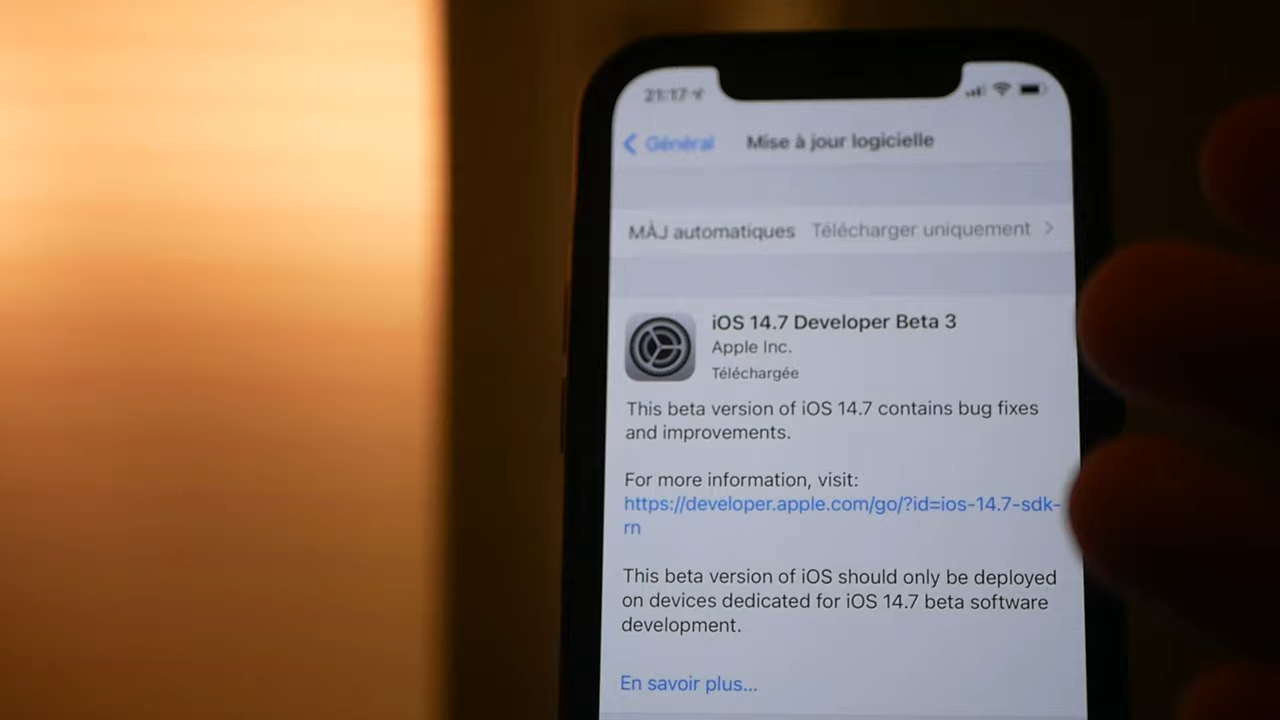 21:17
Général
Mise à jour logicielle
MÀJ automatiques Télécharger uniquement
iOS 14.7 Developer Beta 3
Apple Inc.
Téléchargée
This beta version of iOS 14.7 contains bug fixes
and improvements.
For more information, visit:
https://developer.apple.com/go/?id=ios-14.7-sdk-
rn
This beta version of iOS should only be deployed
on devices dedicated for iOS 14.7 beta software
development.
En savoir plus...